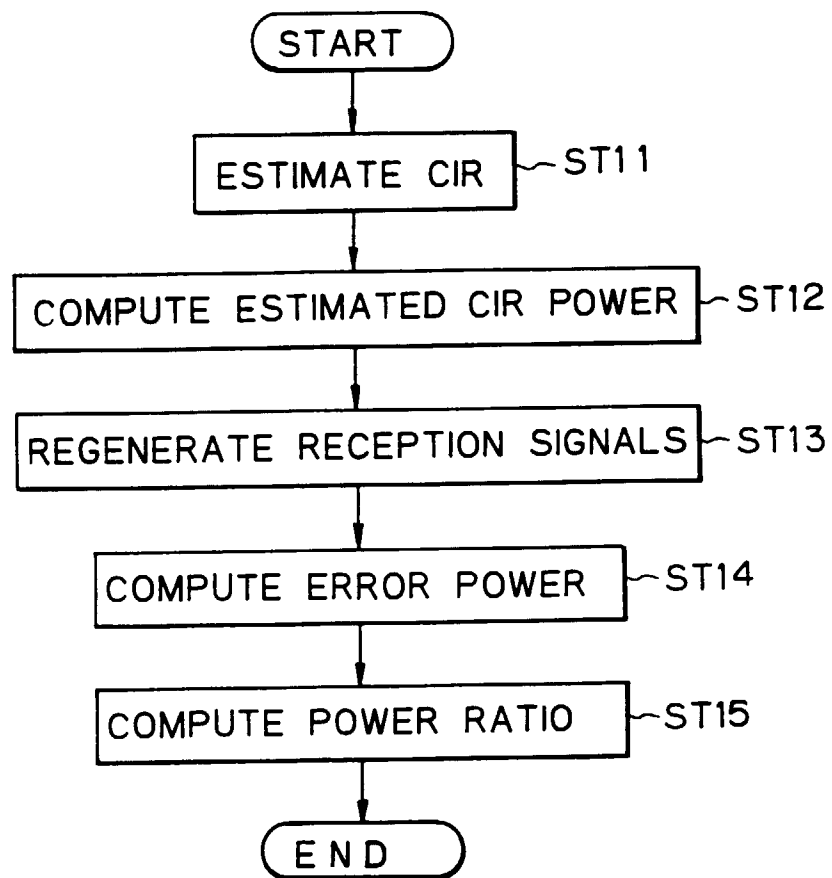 START
ESTIMATE CIR
ST11
COMPUTE ESTIMATED CIR POWER
ST12
REGENERATE RECEPTION SIGNALS
ST13
COMPUTE ERROR POWER
ST14
COMPUTE POWER RATIO
ST15
END